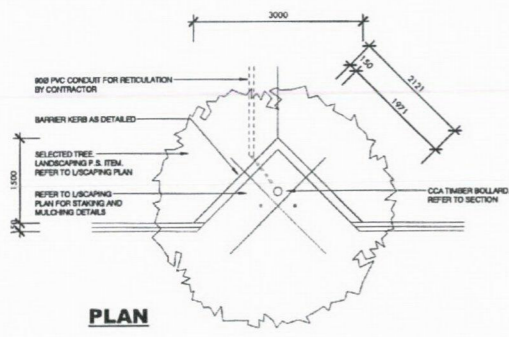 3000
90Ø PVC CONDUIT FOR RETICULATION
BY CONTRACTOR
150
2121
1971
BARRIER KERB AS DETAILED
SELECTED TREE.
LANDSCAPING P.S. ITEM.
REFER TO L/SCAPING PLAN
1500
REFER TO L/SCAPING
PLAN FOR STAKING AND
MULCHING DETAILS
CCA TIMBER BOLLARD
REFER TO SECTION
150
PLAN